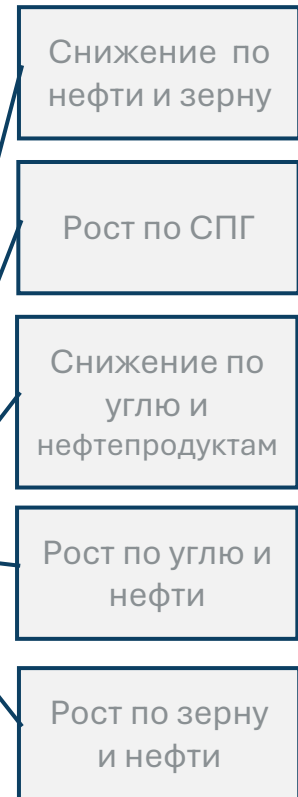 Снижение по
нефти и зерну
Рост по СПГ
Снижение по
углю и
нефтепродуктам
Рост по углю и
нефти
Рост по зерну
и нефти